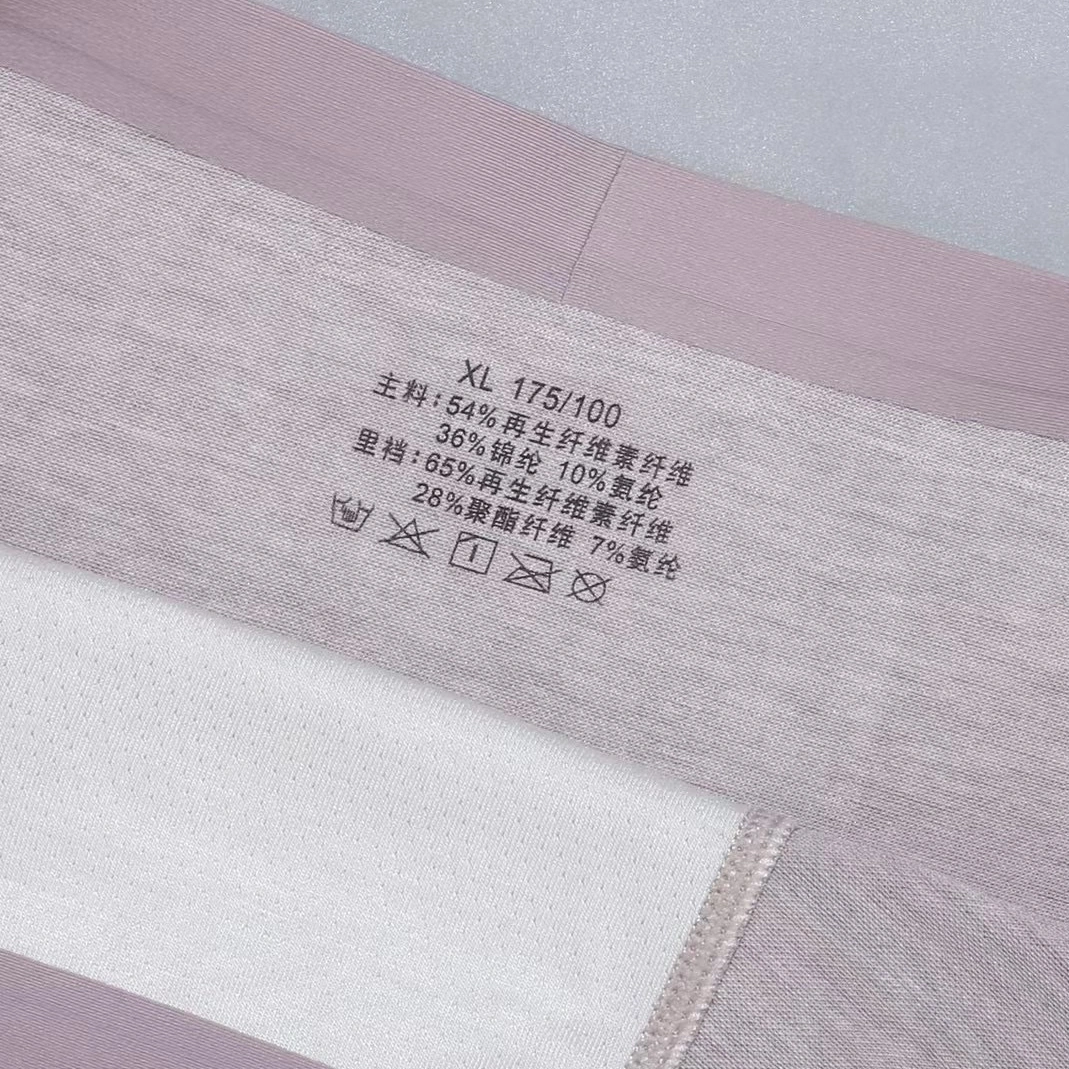 XL 175/100
主料:54%再生纤维素纤维
36%锦纶 10%氨纶
里裆:65%再生纤维素纤维
28%聚酯纤维 7%氨纶